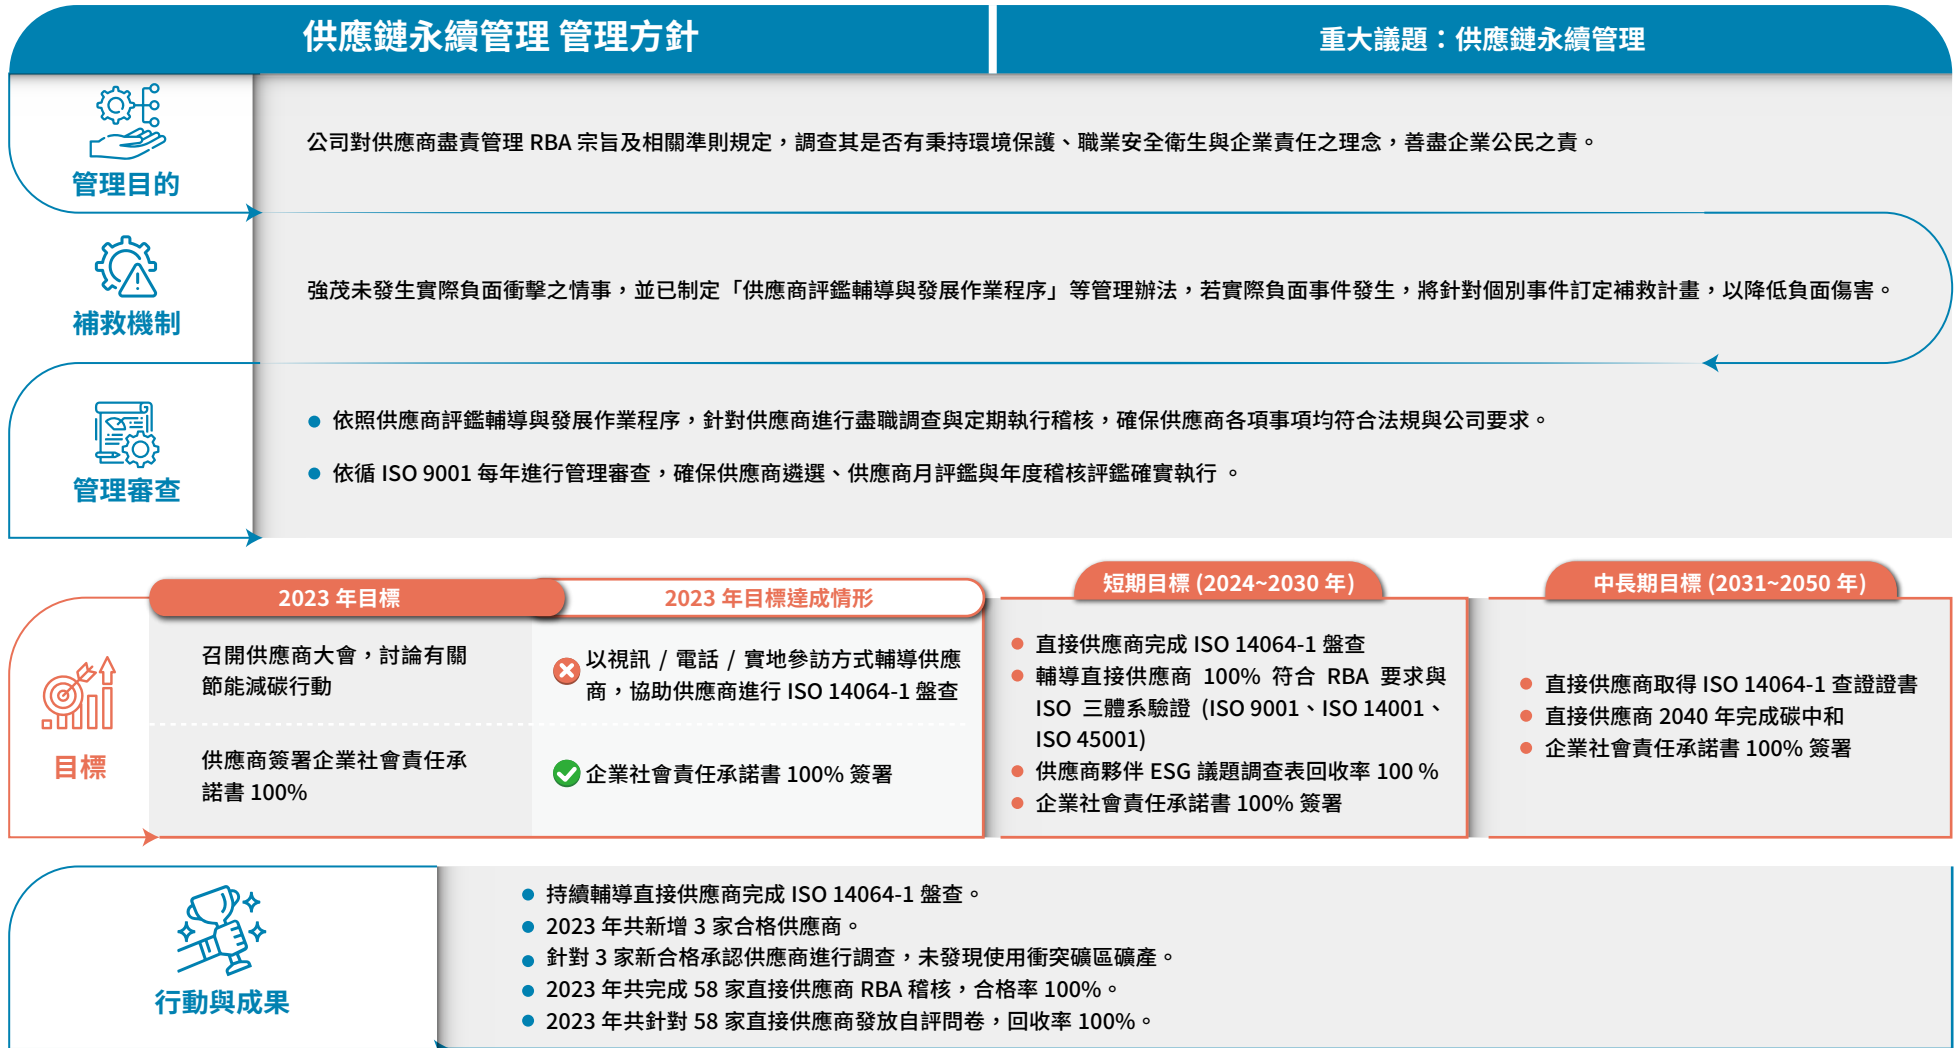 供應鏈永續管理 管理方針
重大議題：供應鏈永續管理
管理目的
公司對供應商盡責管理 RBA 宗旨及相關準則規定，調查其是否有秉持環境保護、職業安全衛生與企業責任之理念，善盡企業公民之責。
補救機制
強茂未發生實際負面衝擊之情事，並已制定「供應商評鑑輔導與發展作業程序」等管理辦法，若實際負面事件發生，將針對個別事件訂定補救計畫，以降低負面傷害。
管理審查
依照供應商評鑑輔導與發展作業程序，針對供應商進行盡職調查與定期執行稽核，確保供應商各項事項均符合法規與公司要求。
依循 ISO 9001 每年進行管理審查，確保供應商遴選、供應商月評鑑與年度稽核評鑑確實執行 。
目標
2023 年目標
召開供應商大會，討論有關
節能減碳行動
供應商簽署企業社會責任承
諾書 100%
2023 年目標達成情形
以視訊 / 電話 / 實地參訪方式輔導供應
商，協助供應商進行 ISO 14064-1 盤查
企業社會責任承諾書 100% 簽署
短期目標 (2024~2030 年)
直接供應商完成 ISO 14064-1 盤查
輔導直接供應商 100% 符合 RBA 要求與
ISO 三體系驗證 (ISO 9001、ISO 14001、
ISO 45001)
供應商夥伴 ESG 議題調查表回收率 100 %
企業社會責任承諾書 100% 簽署
中長期目標 (2031~2050 年)
直接供應商取得 ISO 14064-1 查證證書
直接供應商 2040 年完成碳中和
企業社會責任承諾書 100% 簽署
行動與成果
持續輔導直接供應商完成 ISO 14064-1 盤查。
2023 年共新增 3 家合格供應商。
針對 3 家新合格承認供應商進行調查，未發現使用衝突礦區礦產。
2023 年共完成 58 家直接供應商 RBA 稽核，合格率 100%。
2023 年共針對 58 家直接供應商發放自評問卷，回收率 100%。